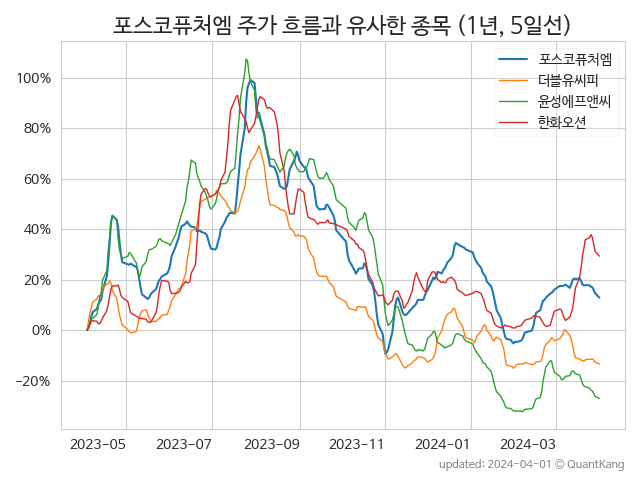 포스코퓨처엠 주가 흐름과 유사한 종목 (1년, 5일선)
포스코퓨처엠
더블유씨피
윤성에프앤씨
한화오션
100%
80%
60%
40%
20%
0%
−20%
2023-05 2023-07 2023-09 2023-11 2024-01 2024-03
updated: 2024-04-01 © QuantKang